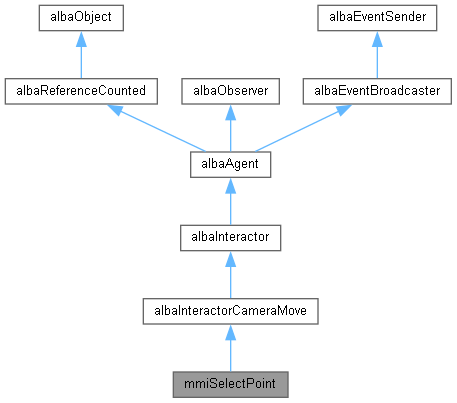 albaObject
albaEventSender
albaReferenceCounted
albaObserver
albaEventBroadcaster
albaAgent
albaInteractor
albaInteractorCameraMove
mmiSelectPoint